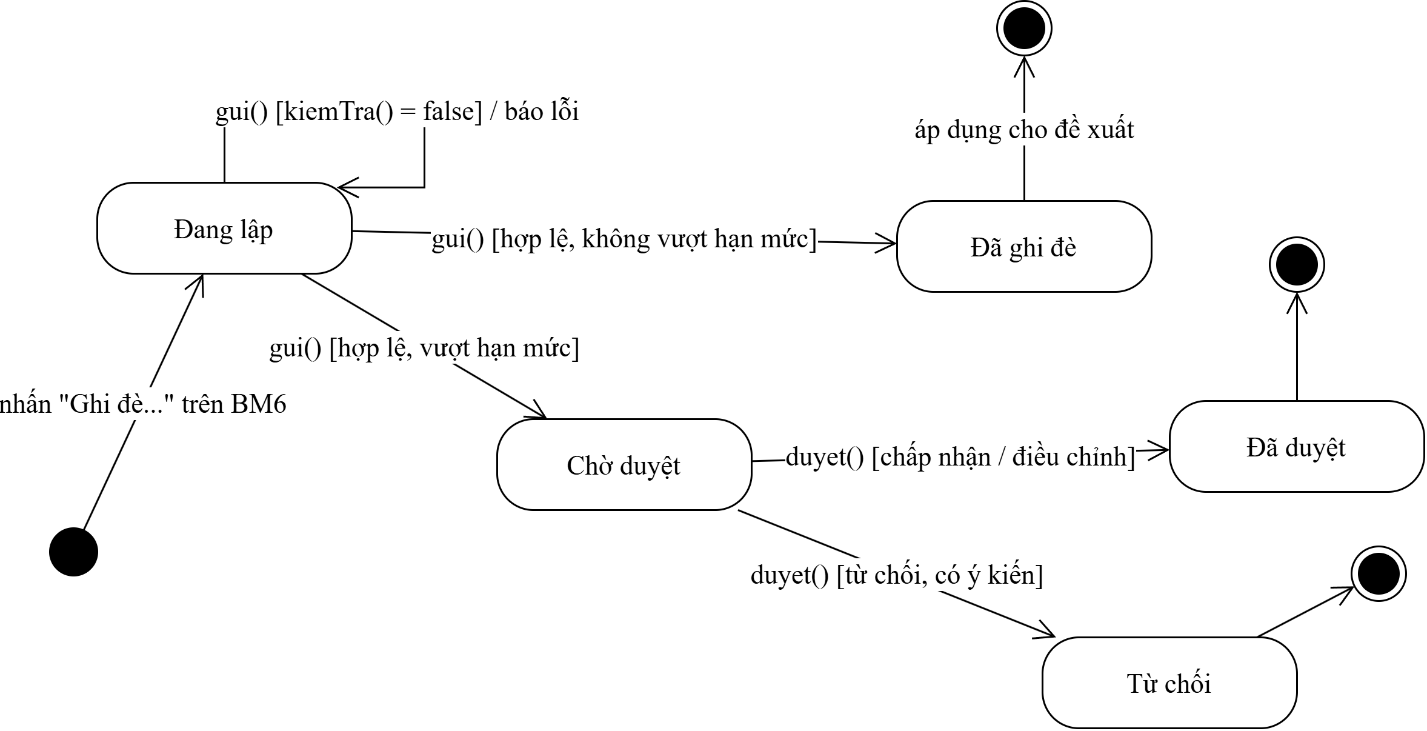 gui() [kiemTra() = false] / báo lỗi
áp dụng cho đề xuất
Đang lập
gui() [hợp lệ, không vượt hạn mức]
Đã ghi đè
gui() [hợp lệ, vượt hạn mức]
nhấn "Ghi đè..." trên BM6
Chờ duyệt
duyet() [chấp nhận / điều chỉnh]
Đã duyệt
duyet() [từ chối, có ý kiến]
Từ chối